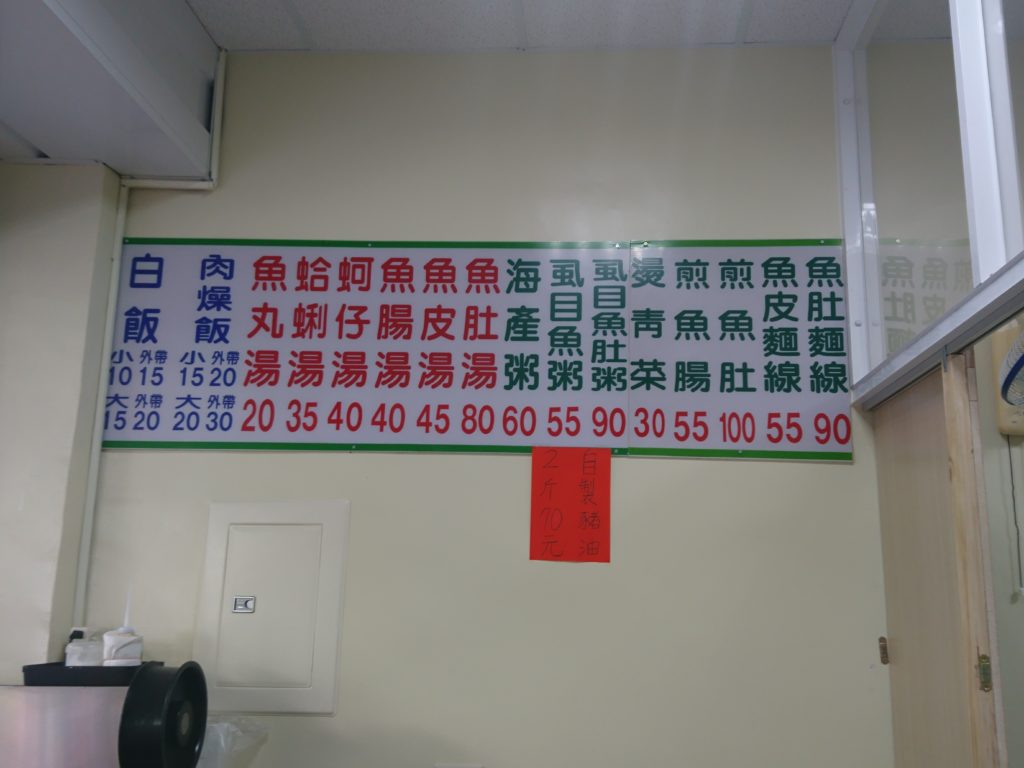 魚肚麵線 90
魚皮麵線 55
煎魚肚 100
煎魚腸 55
燙青菜 30
虱目魚肚粥 90
虱目魚粥 55
海產粥 60
魚肚湯 80
魚皮湯 45
魚腸湯 40
蚵仔湯 40
蛤蜊湯 35
魚丸湯 20
肉燥飯
小15 外帶20
大20 外帶30
白飯
小10 外帶15
大15 外帶20
自製豬油
2斤70元